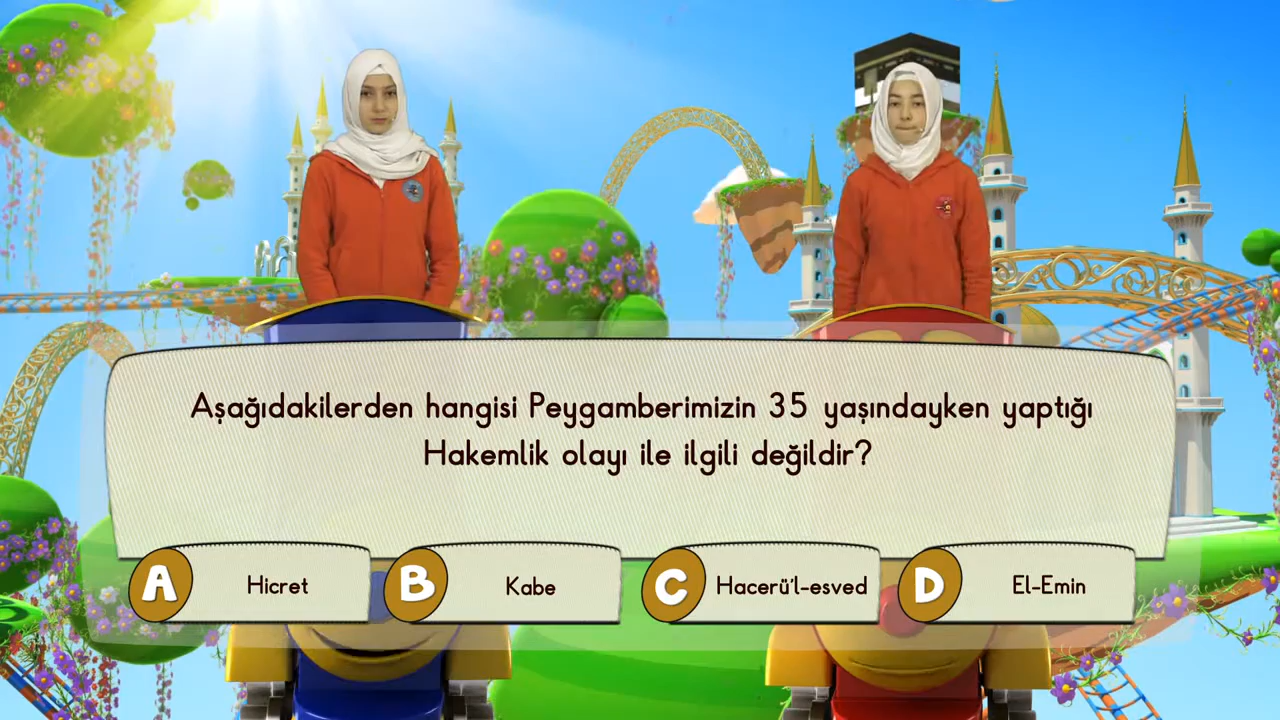 Aşağıdakilerden hangisi Peygamberimizin 35 yaşındayken yaptığı
Hakemlik olayı ile ilgili değildir?
A Hicret
B Kabe
C Hacerü'l-esved
D El-Emin